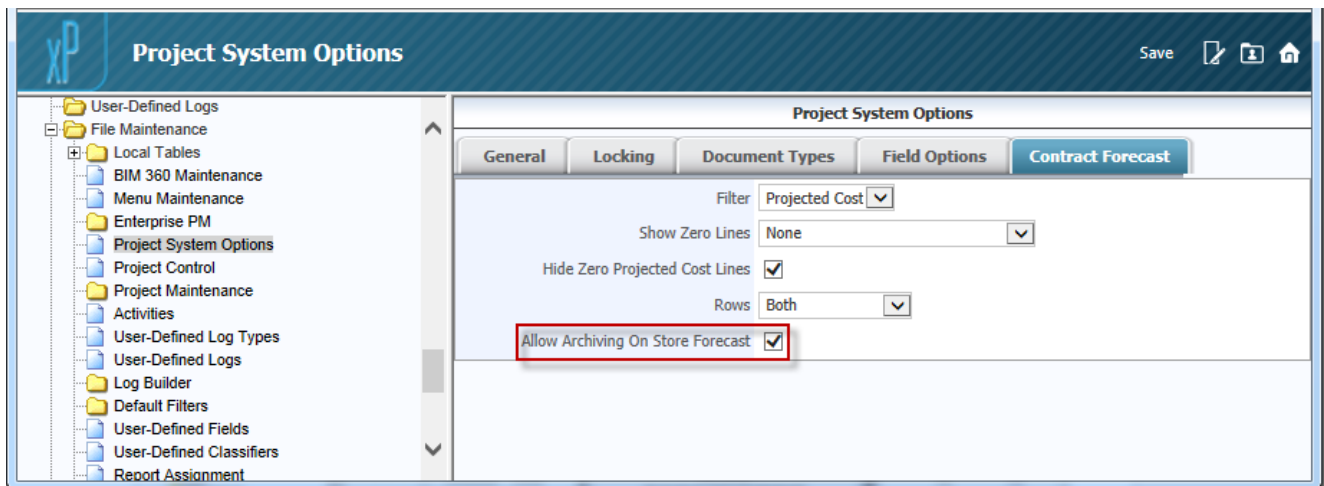 xP
Project System Options
Save
User-Defined Logs
File Maintenance
Local Tables
BIM 360 Maintenance
Menu Maintenance
Enterprise PM
Project System Options
Project Control
Project Maintenance
Activities
User-Defined Log Types
User-Defined Logs
Log Builder
Default Filters
User-Defined Fields
User-Defined Classifiers
Report Assignment
Project System Options
General Locking Document Types Field Options Contract Forecast
Filter Projected Cost
Show Zero Lines None
Hide Zero Projected Cost Lines
Rows Both
Allow Archiving On Store Forecast